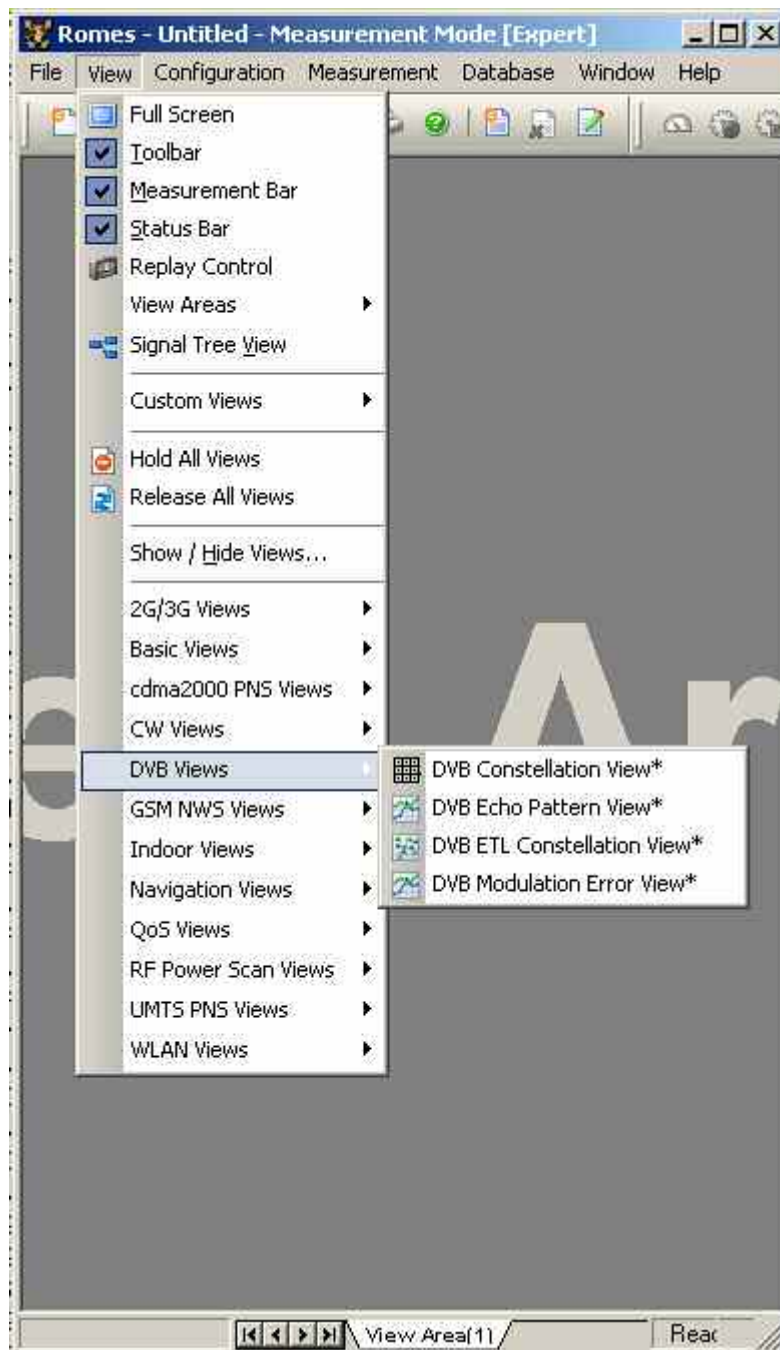 Romes - Untitled - Measurement Mode [Expert]
File View Configuration Measurement Database Window Help
Full Screen
Toolbar
Measurement Bar
Status Bar
Replay Control
View Areas
Signal Tree View
Custom Views
Hold All Views
Release All Views
Show / Hide Views...
2G/3G Views
Basic Views
cdma2000 PNS Views
CW Views
DVB Views
GSM NWS Views
Indoor Views
Navigation Views
QoS Views
RF Power Scan Views
UMTS PNS Views
WLAN Views
DVB Constellation View*
DVB Echo Pattern View*
DVB ETL Constellation View*
DVB Modulation Error View*
Ar
View Area(1)
Reac